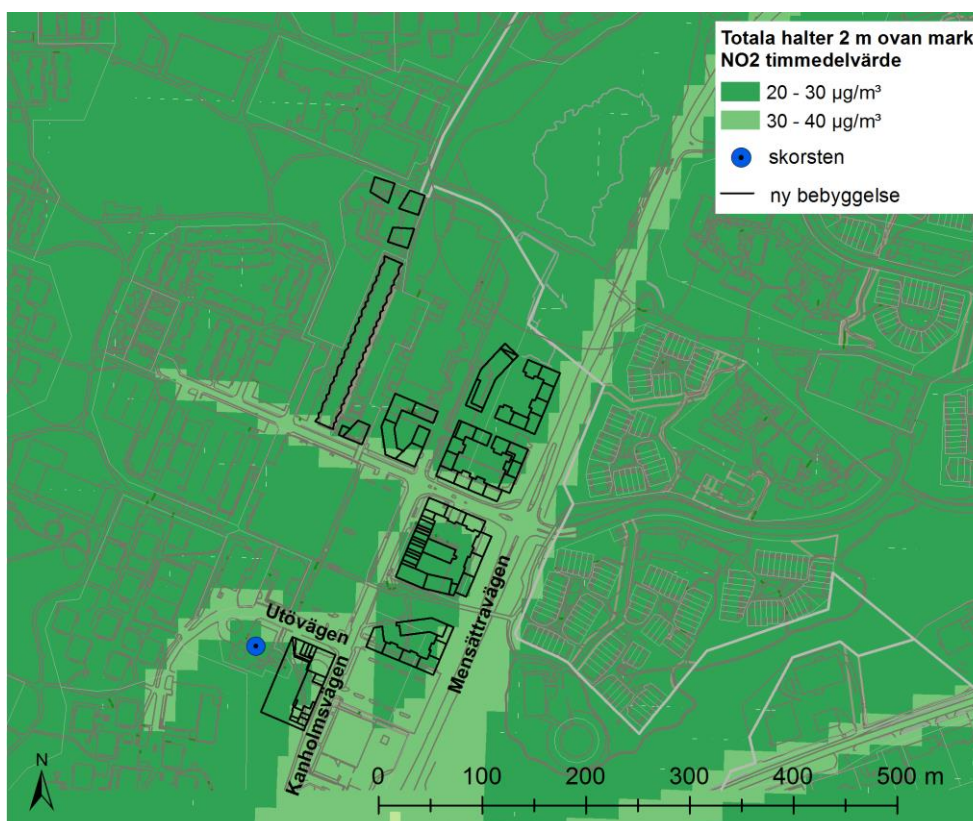 Totala halter 2 m ovan mark
NO2 timmedelvärde
20 - 30 µg/m³
30 - 40 µg/m³
skorsten
ny bebyggelse
Utövägen
Kanholmsvägen
Mensättravägen
N
0 100 200 300 400 500 m